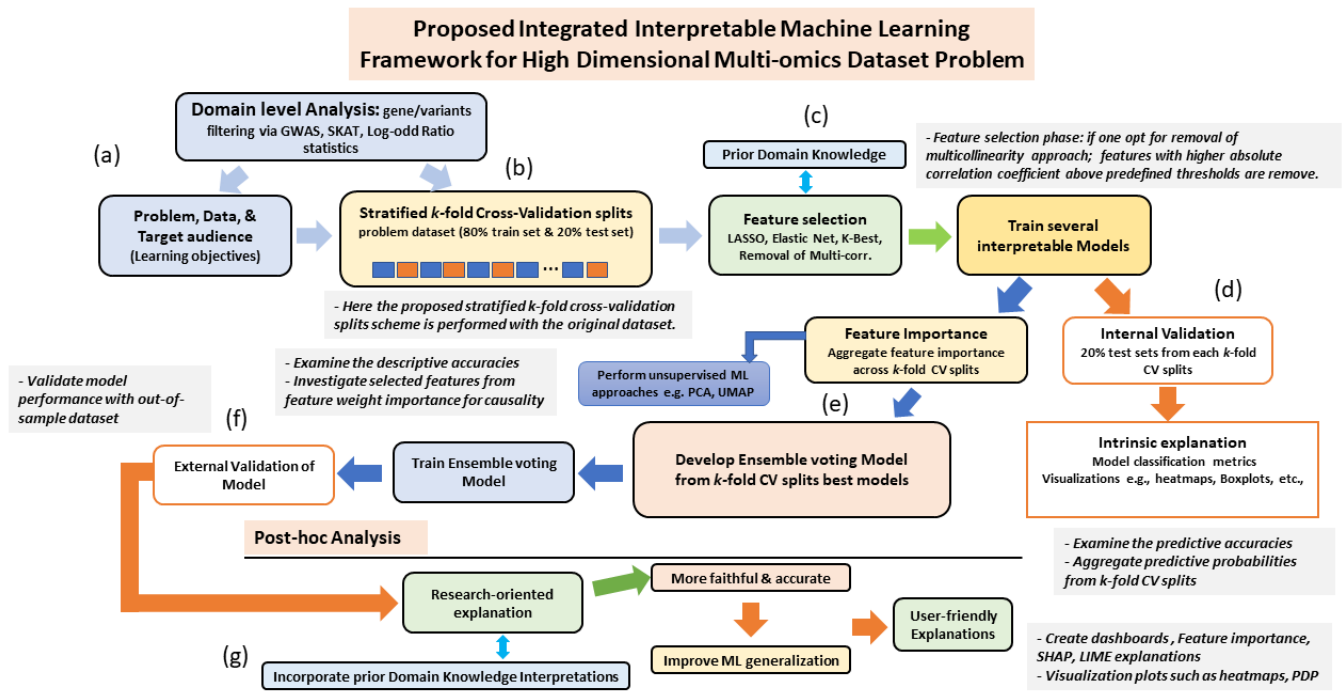 Proposed Integrated Interpretable Machine Learning
Framework for High Dimensional Multi-omics Dataset Problem
Domain level Analysis: gene/variants
filtering via GWAS, SKAT, Log-odd Ratio
statistics
(a)
Problem, Data, &
Target audience
(Learning objectives)
(b)
Stratified k-fold Cross-Validation splits
problem dataset (80% train set & 20% test set)
...
- Here the proposed stratified k-fold cross-validation
splits scheme is performed with the original dataset.
(c)
Prior Domain Knowledge
Feature selection
LASSO, Elastic Net, K-Best,
Removal of Multi-corr.
- Feature selection phase: if one opt for removal of
multicollinearity approach; features with higher absolute
correlation coefficient above predefined thresholds are remove.
Train several
interpretable Models
(d)
Internal Validation
20% test sets from each k-fold
CV splits
Intrinsic explanation
Model classification metrics
Visualizations e.g., heatmaps, Boxplots, etc.,
- Examine the predictive accuracies
- Aggregate predictive probabilities
from k-fold CV splits
Feature Importance
Aggregate feature importance
across k-fold CV splits
Perform unsupervised ML
approaches e.g. PCA, UMAP
- Examine the descriptive accuracies
- Investigate selected features from
feature weight importance for causality
(e)
Develop Ensemble voting Model
from k-fold CV splits best models
Train Ensemble voting
Model
- Validate model
performance with out-of-
sample dataset
(f)
External Validation of
Model
Post-hoc Analysis
Research-oriented
explanation
(g)
Incorporate prior Domain Knowledge Interpretations
More faithful & accurate
Improve ML generalization
User-friendly
Explanations
- Create dashboards , Feature importance,
SHAP, LIME explanations
- Visualization plots such as heatmaps, PDP